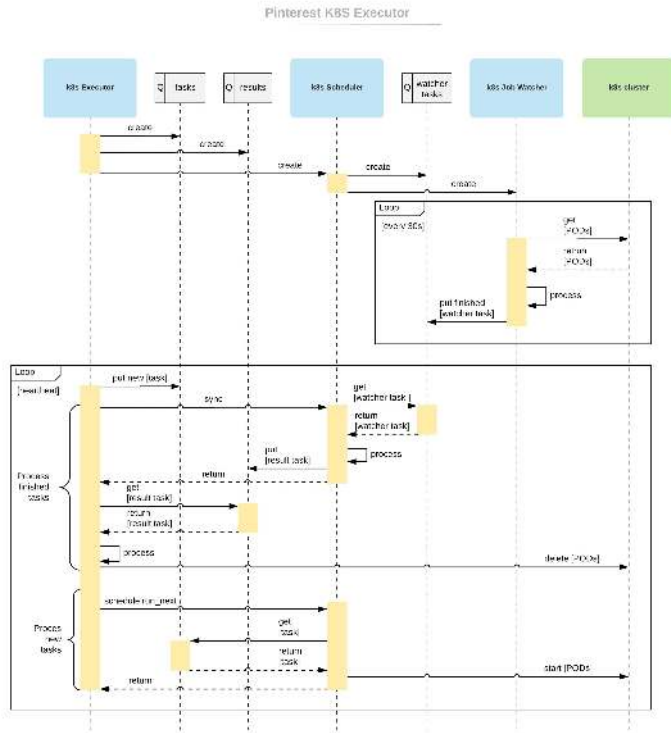 Pinterest K8S Executor
k8s Executor
Q
tasks
Q
results
k8s Scheduler
Q
watcher
tasks
k8s Job Watcher
k8s cluster
create
create
create
create
create
Loop
[every 30s]
get
[PODs]
return
[PODs]
process
put finished
[watcher task]
Loop
put new [task]
sync
get
[watcher task ]
return
[watcher task]
process
put
[result task]
return
Process
finished
tasks
get
[result task]
return
[result task]
process
delete [PODs]
schedule run_next
Proces
new
tasks
get
task]
return
task
start [PODs
return